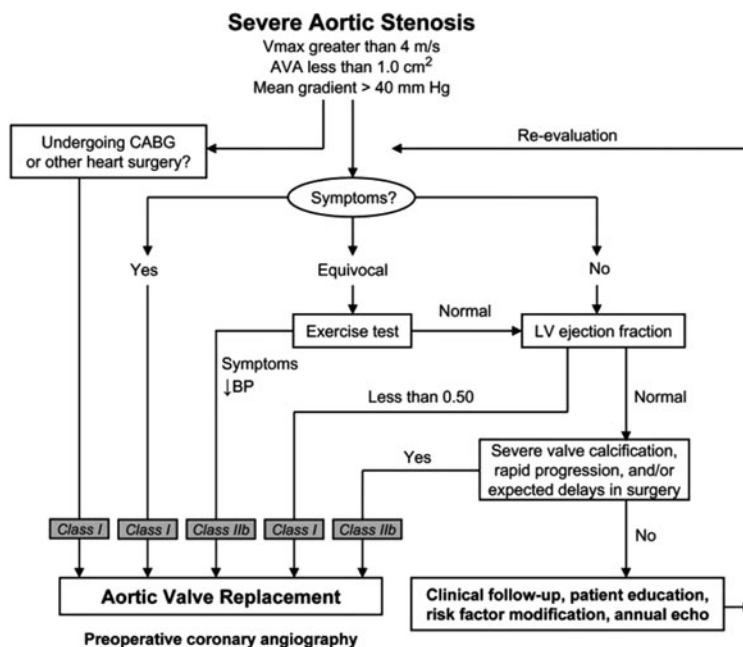 Severe Aortic Stenosis
Vmax greater than 4 m/s
AVA less than 1.0 cm²
Mean gradient > 40 mm Hg
Undergoing CABG
or other heart surgery?
Re-evaluation
Symptoms?
Yes
Equivocal
No
Exercise test
Normal
LV ejection fraction
Symptoms
↓BP
Less than 0.50
Normal
Severe valve calcification,
rapid progression, and/or
expected delays in surgery
Yes
No
Class I
Class I
Class IIb
Class I
Class IIb
Aortic Valve Replacement
Clinical follow-up, patient education,
risk factor modification, annual echo
Preoperative coronary angiography